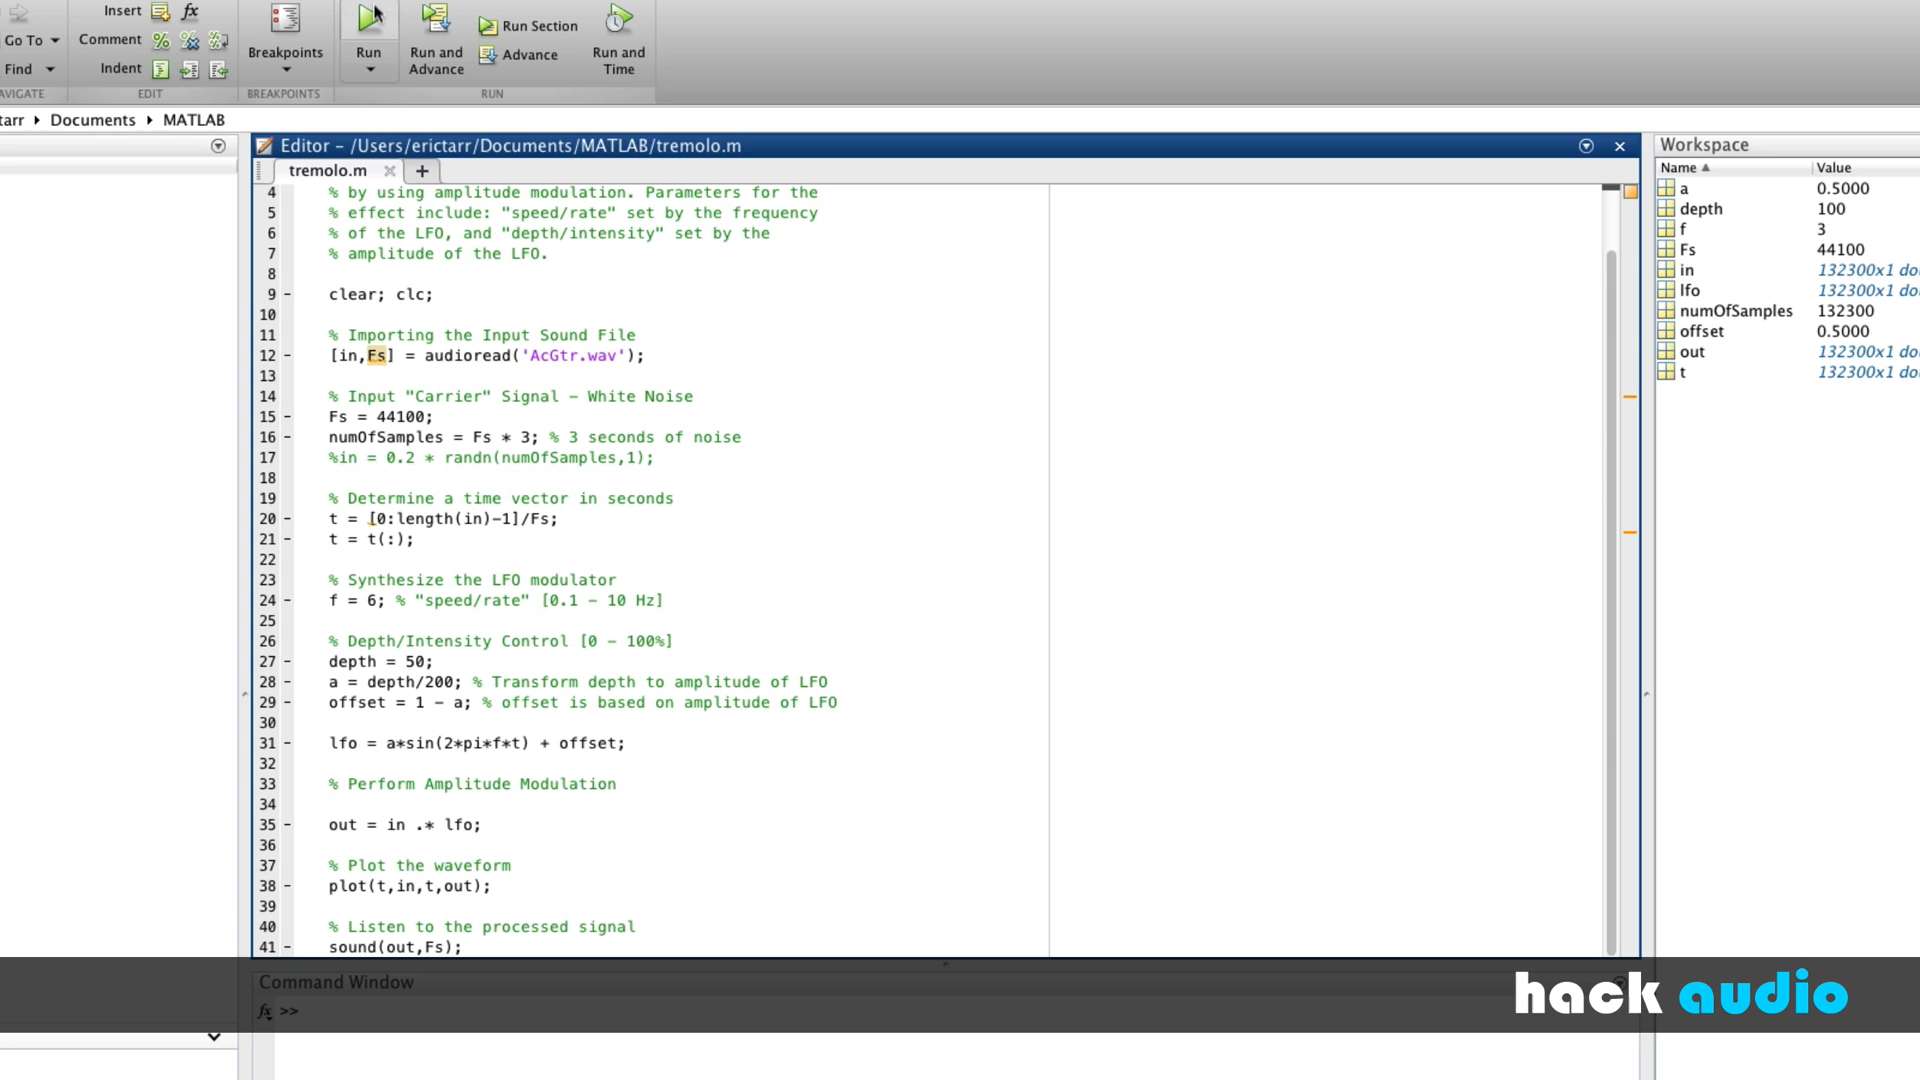 Insert fx
Go To Comment
Find Indent
Breakpoints
Run
Run and Advance
Run Section
Advance
Run and Time
AVIGATE EDIT BREAKPOINTS RUN
tarr Documents MATLAB
Editor – /Users/erictarr/Documents/MATLAB/tremolo.m
tremolo.m × +
4 % by using amplitude modulation. Parameters for the
5 % effect include: "speed/rate" set by the frequency
6 % of the LFO, and "depth/intensity" set by the
7 % amplitude of the LFO.
8
9 – clear; clc;
10
11 % Importing the Input Sound File
12 – [in,Fs] = audioread('AcGtr.wav');
13
14 % Input "Carrier" Signal – White Noise
15 – Fs = 44100;
16 – numOfSamples = Fs * 3; % 3 seconds of noise
17 %in = 0.2 * randn(numOfSamples,1);
18
19 % Determine a time vector in seconds
20 – t = [0:length(in)-1]/Fs;
21 – t = t(:);
22
23 % Synthesize the LFO modulator
24 – f = 6; % "speed/rate" [0.1 – 10 Hz]
25
26 % Depth/Intensity Control [0 – 100%]
27 – depth = 50;
28 – a = depth/200; % Transform depth to amplitude of LFO
29 – offset = 1 - a; % offset is based on amplitude of LFO
30
31 – lfo = a*sin(2*pi*f*t) + offset;
32
33 % Perform Amplitude Modulation
34
35 – out = in .* lfo;
36
37 % Plot the waveform
38 – plot(t,in,t,out);
39
40 % Listen to the processed signal
41 – sound(out,Fs);
Command Window
fx >>
Workspace
Name Value
a 0.5000
depth 100
f 3
Fs 44100
in 132300x1 do
lfo 132300x1 do
numOfSamples 132300
offset 0.5000
out 132300x1 do
t 132300x1 do
hack audio